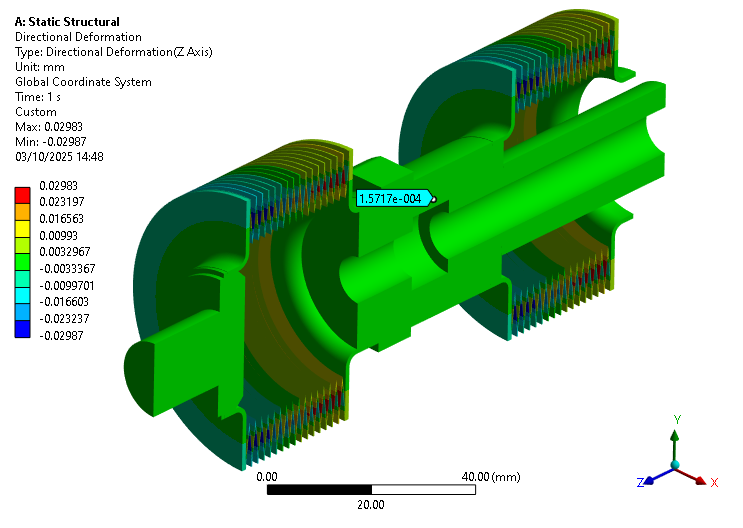 A: Static Structural
Directional Deformation
Type: Directional Deformation(Z Axis)
Unit: mm
Global Coordinate System
Time: 1 s
Custom
Max: 0.02983
Min: -0.02987
03/10/2025 14:48
0.02983
0.023197
0.016563
0.00993
0.0032967
-0.0033367
-0.0099701
-0.016603
-0.023237
-0.02987
1.5717e-004
0.00
40.00 (mm)
20.00
Y
Z
X